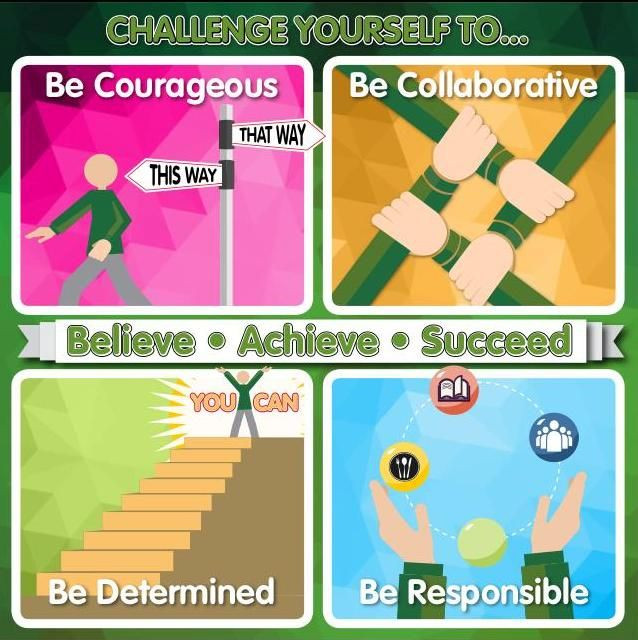 CHALLENGE YOURSELF TO...
Be Courageous
THAT WAY
THIS WAY
Be Collaborative
Believe • Achieve • Succeed
YOU CAN
Be Determined
Be Responsible